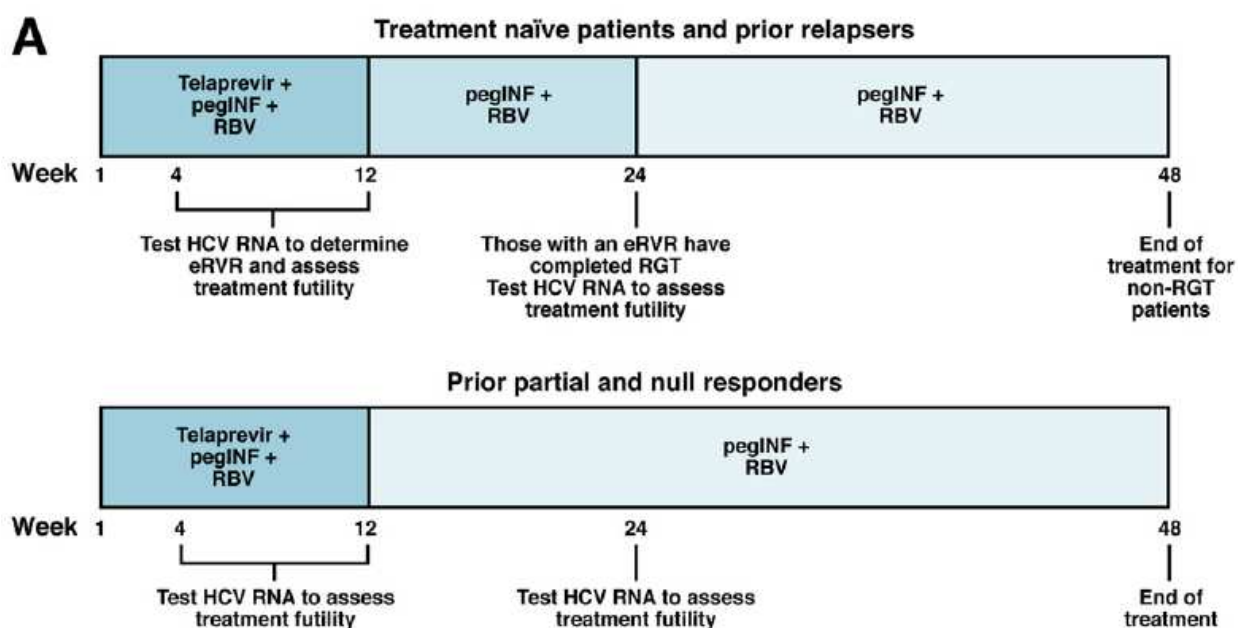 A
Treatment naïve patients and prior relapsers
Telaprevir +
pegINF +
RBV
pegINF +
RBV
pegINF +
RBV
Week 1 4 12 24 48
Test HCV RNA to determine
eRVR and assess
treatment futility
Those with an eRVR have
completed RGT
Test HCV RNA to assess
treatment futility
End of
treatment for
non-RGT
patients
Prior partial and null responders
Telaprevir +
pegINF +
RBV
pegINF +
RBV
Week 1 4 12 24 48
Test HCV RNA to assess
treatment futility
Test HCV RNA to assess
treatment futility
End of
treatment